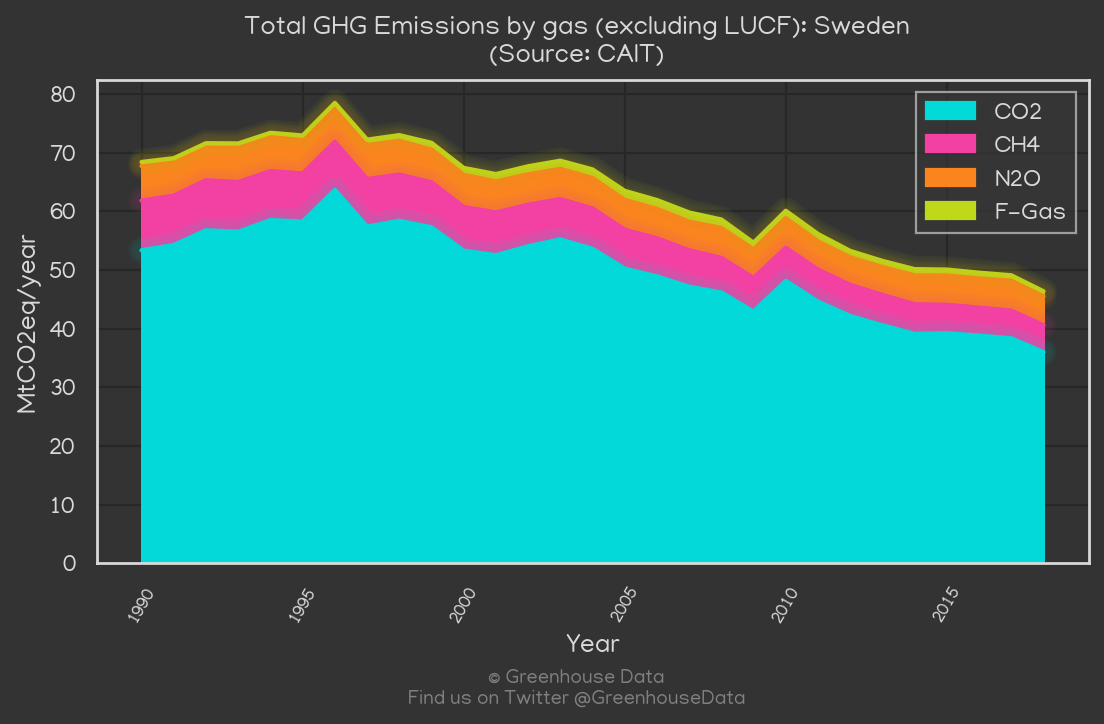 Total GHG Emissions by gas (excluding LUCF): Sweden
(Source: CAIT)
80
70
60
50
40
30
20
10
0
MtCO2eq/year
CO2
CH4
N2O
F-Gas
1990
1995
2000
2005
2010
2015
Year
© Greenhouse Data
Find us on Twitter @GreenhouseData